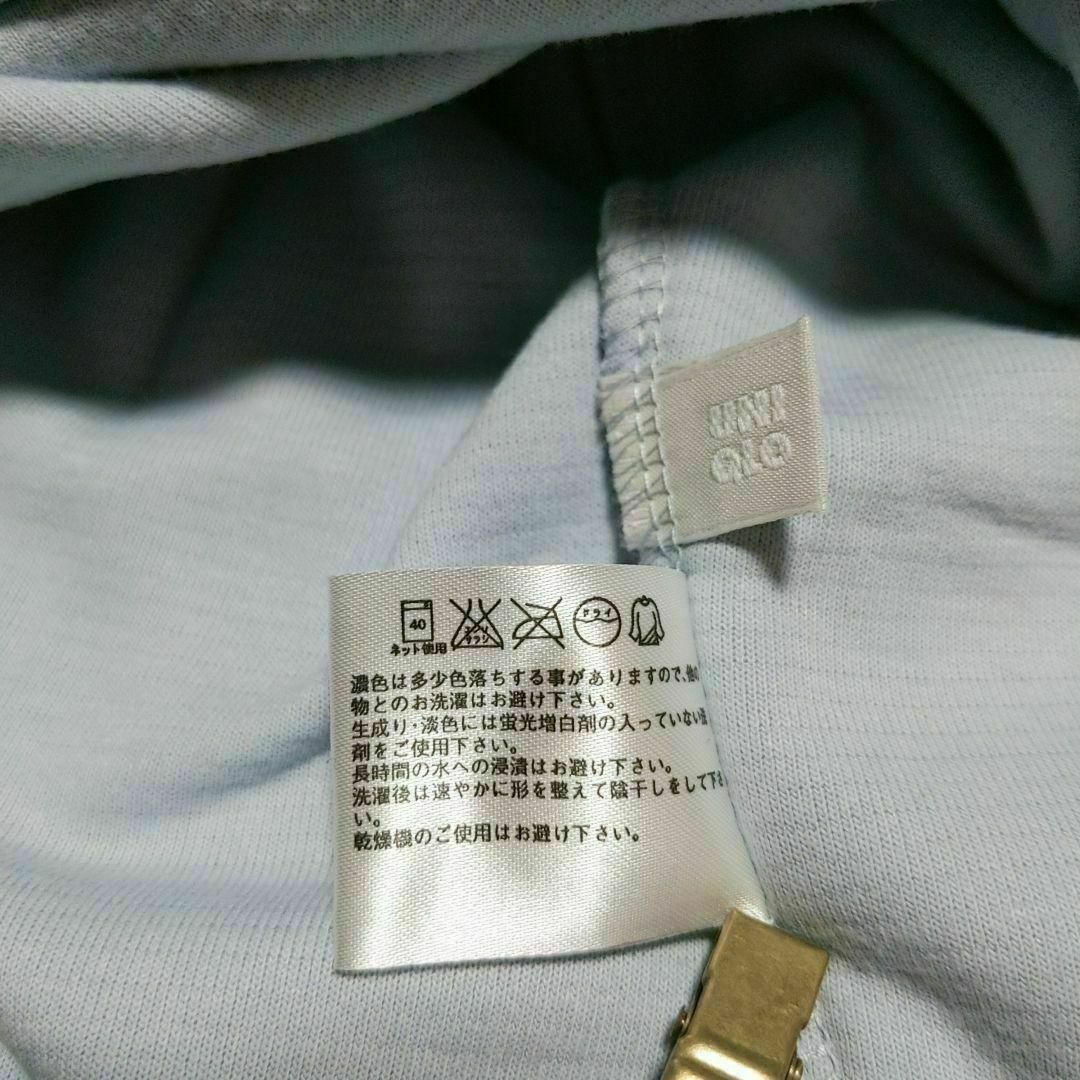 UNI
QLO
40
ドライ
ネット使用
濃色は多少色落ちする事がありますので、他の
物とのお洗濯はお避け下さい。
生成り・淡色には蛍光増白剤の入っていない
剤をご使用下さい。
長時間の水への浸漬はお避け下さい。
洗濯後は速やかに形を整えて陰干しをして下さ
い。
乾燥機のご使用はお避け下さい。